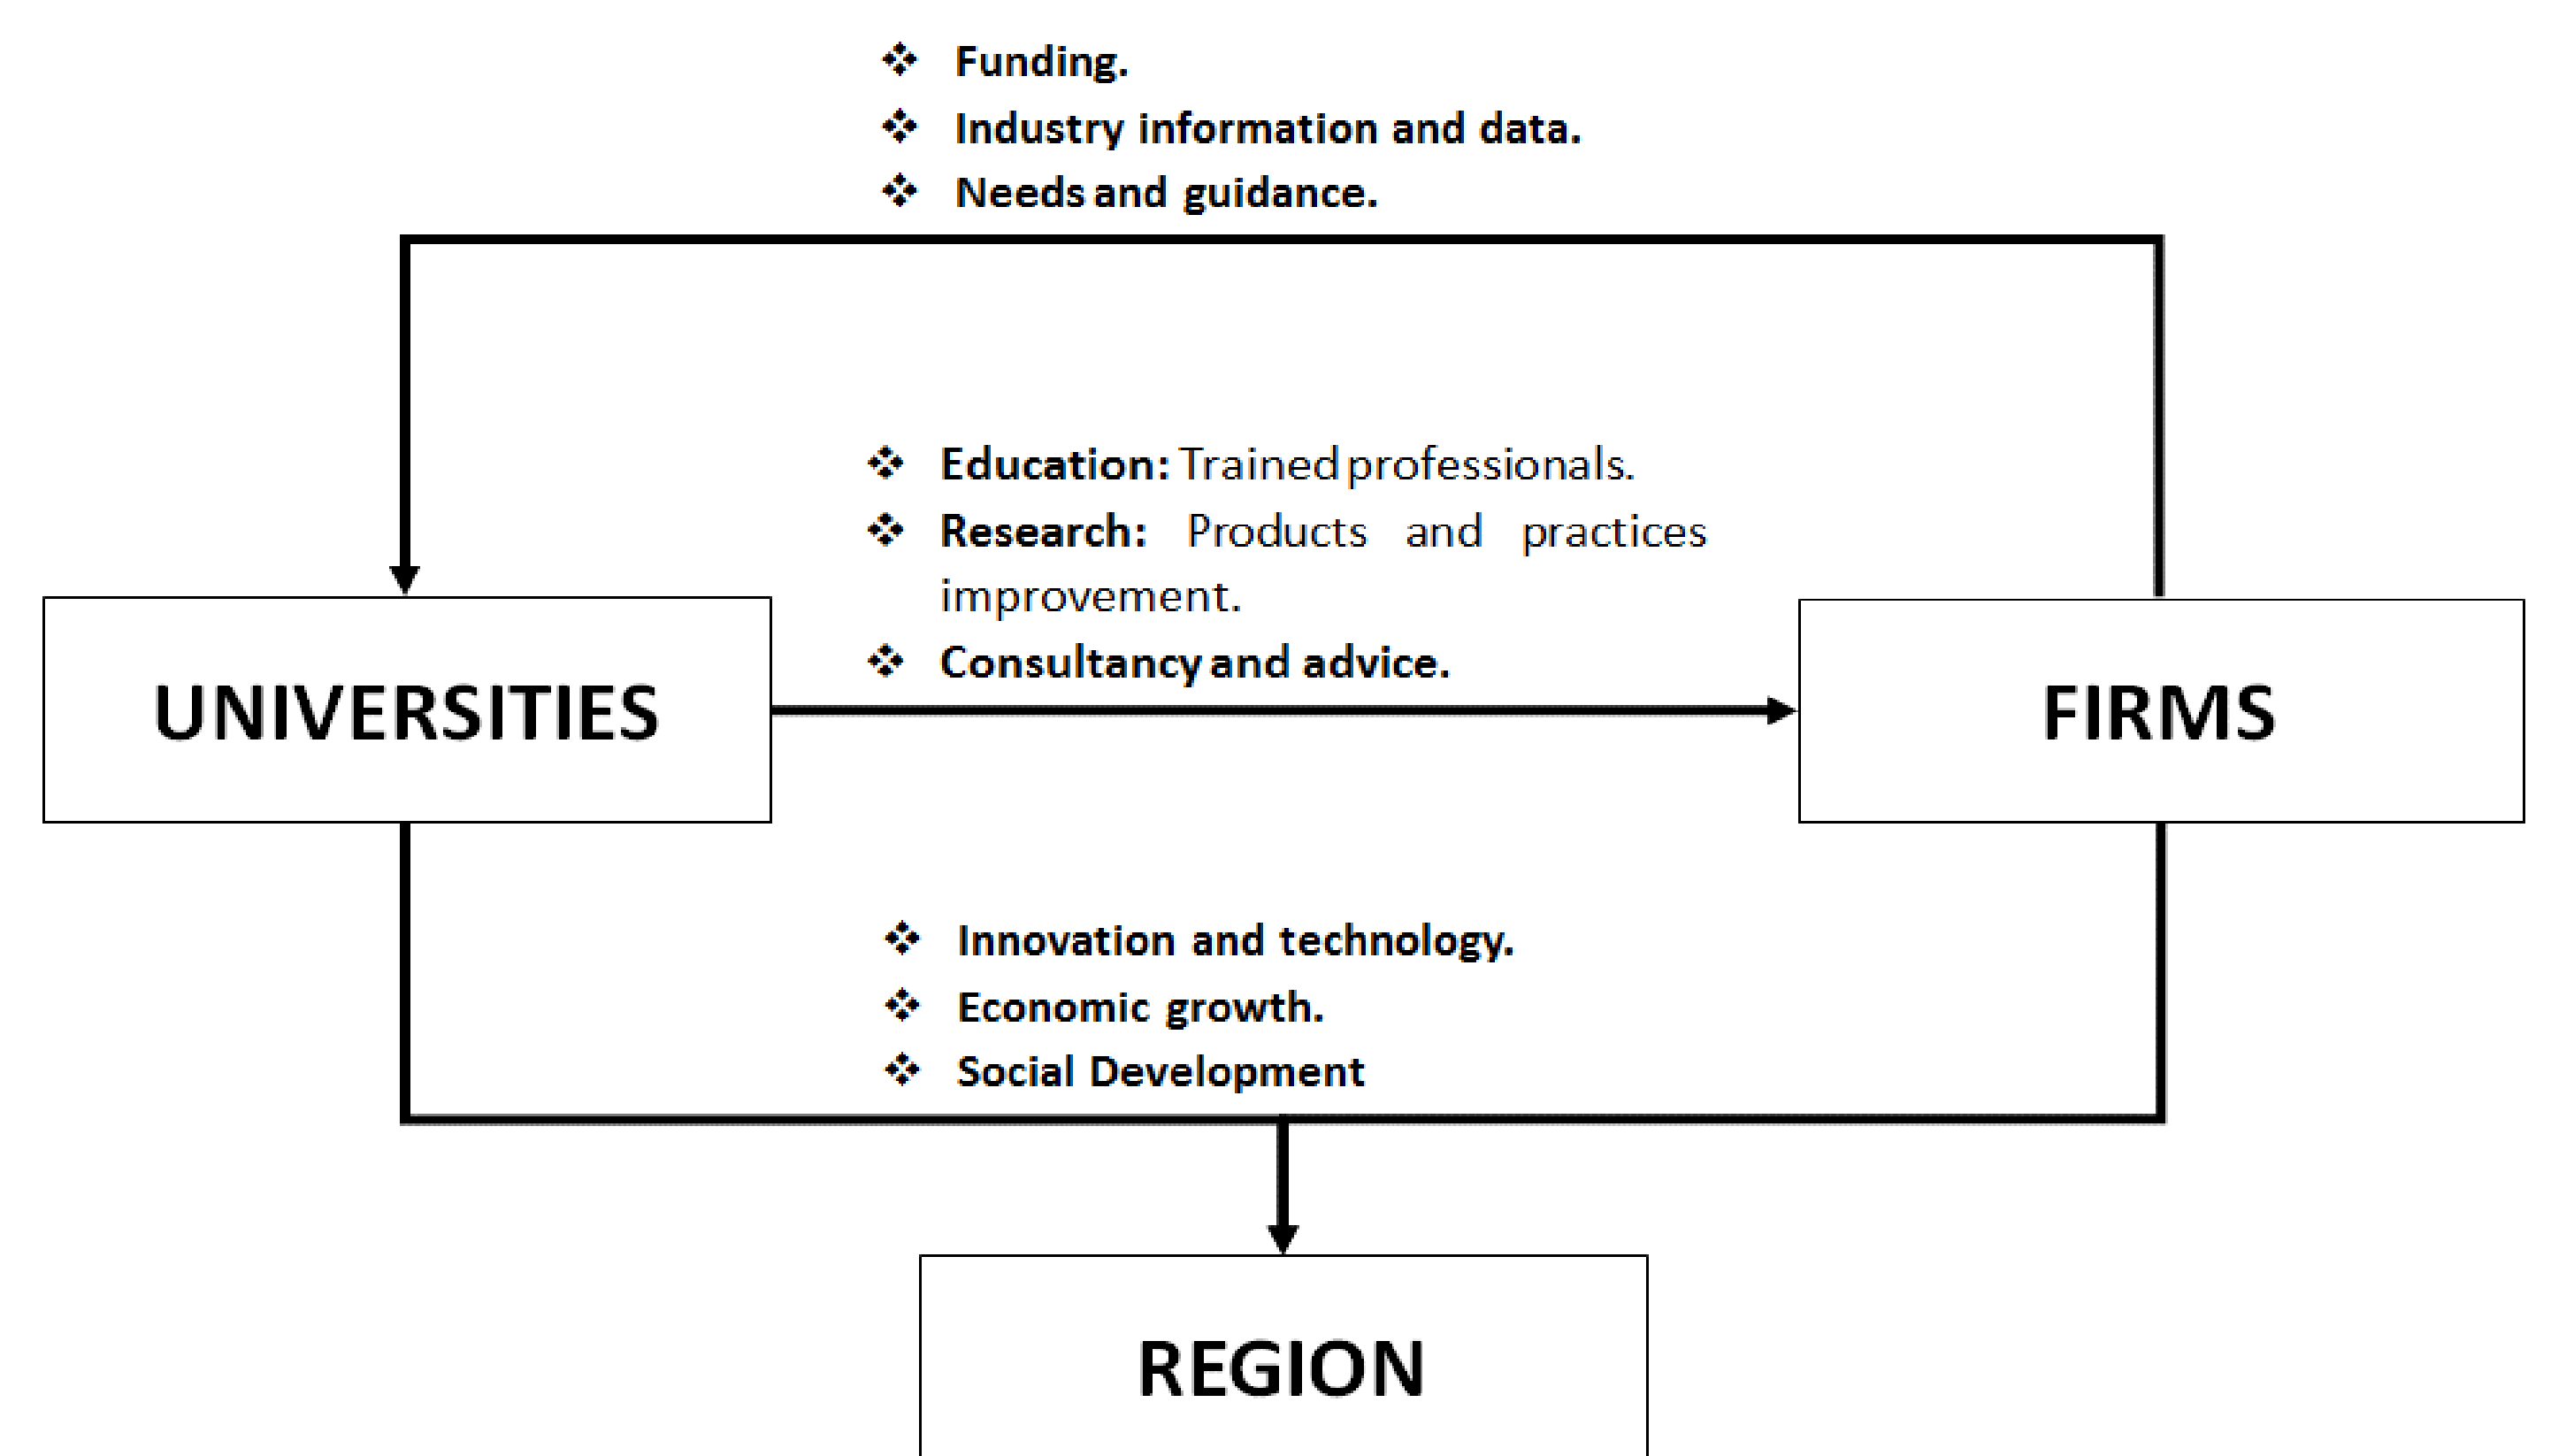 ❖ Funding.
❖ Industry information and data.
❖ Needs and guidance.
❖ Education: Trained professionals.
❖ Research: Products and practices
improvement.
❖ Consultancy and advice.
UNIVERSITIES
FIRMS
❖ Innovation and technology.
❖ Economic growth.
❖ Social Development
REGION